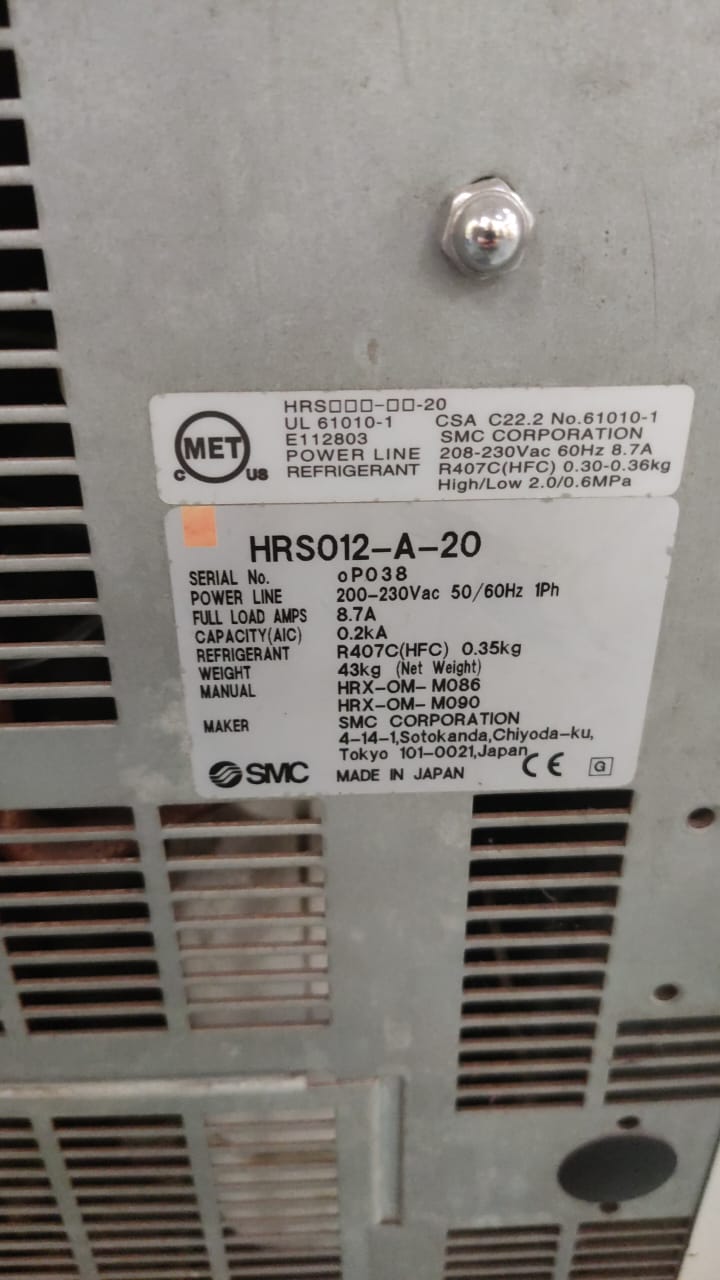 HRS□□□-□□-20
UL 61010-1 CSA C22.2 No.61010-1
E112803 SMC CORPORATION
POWER LINE 208-230Vac 60Hz 8.7A
REFRIGERANT R407C(HFC) 0.30-0.36kg
High/Low 2.0/0.6MPa
C MET US
HRS012-A-20
SERIAL No. oP038
POWER LINE 200-230Vac 50/60Hz 1Ph
FULL LOAD AMPS 8.7A
CAPACITY(AIC) 0.2kA
REFRIGERANT R407C(HFC) 0.35kg
WEIGHT 43kg (Net Weight)
MANUAL HRX-OM-M086
HRX-OM-M090
MAKER SMC CORPORATION
4-14-1,Sotokanda,Chiyoda-ku,
Tokyo 101-0021,Japan
SMC MADE IN JAPAN CE G